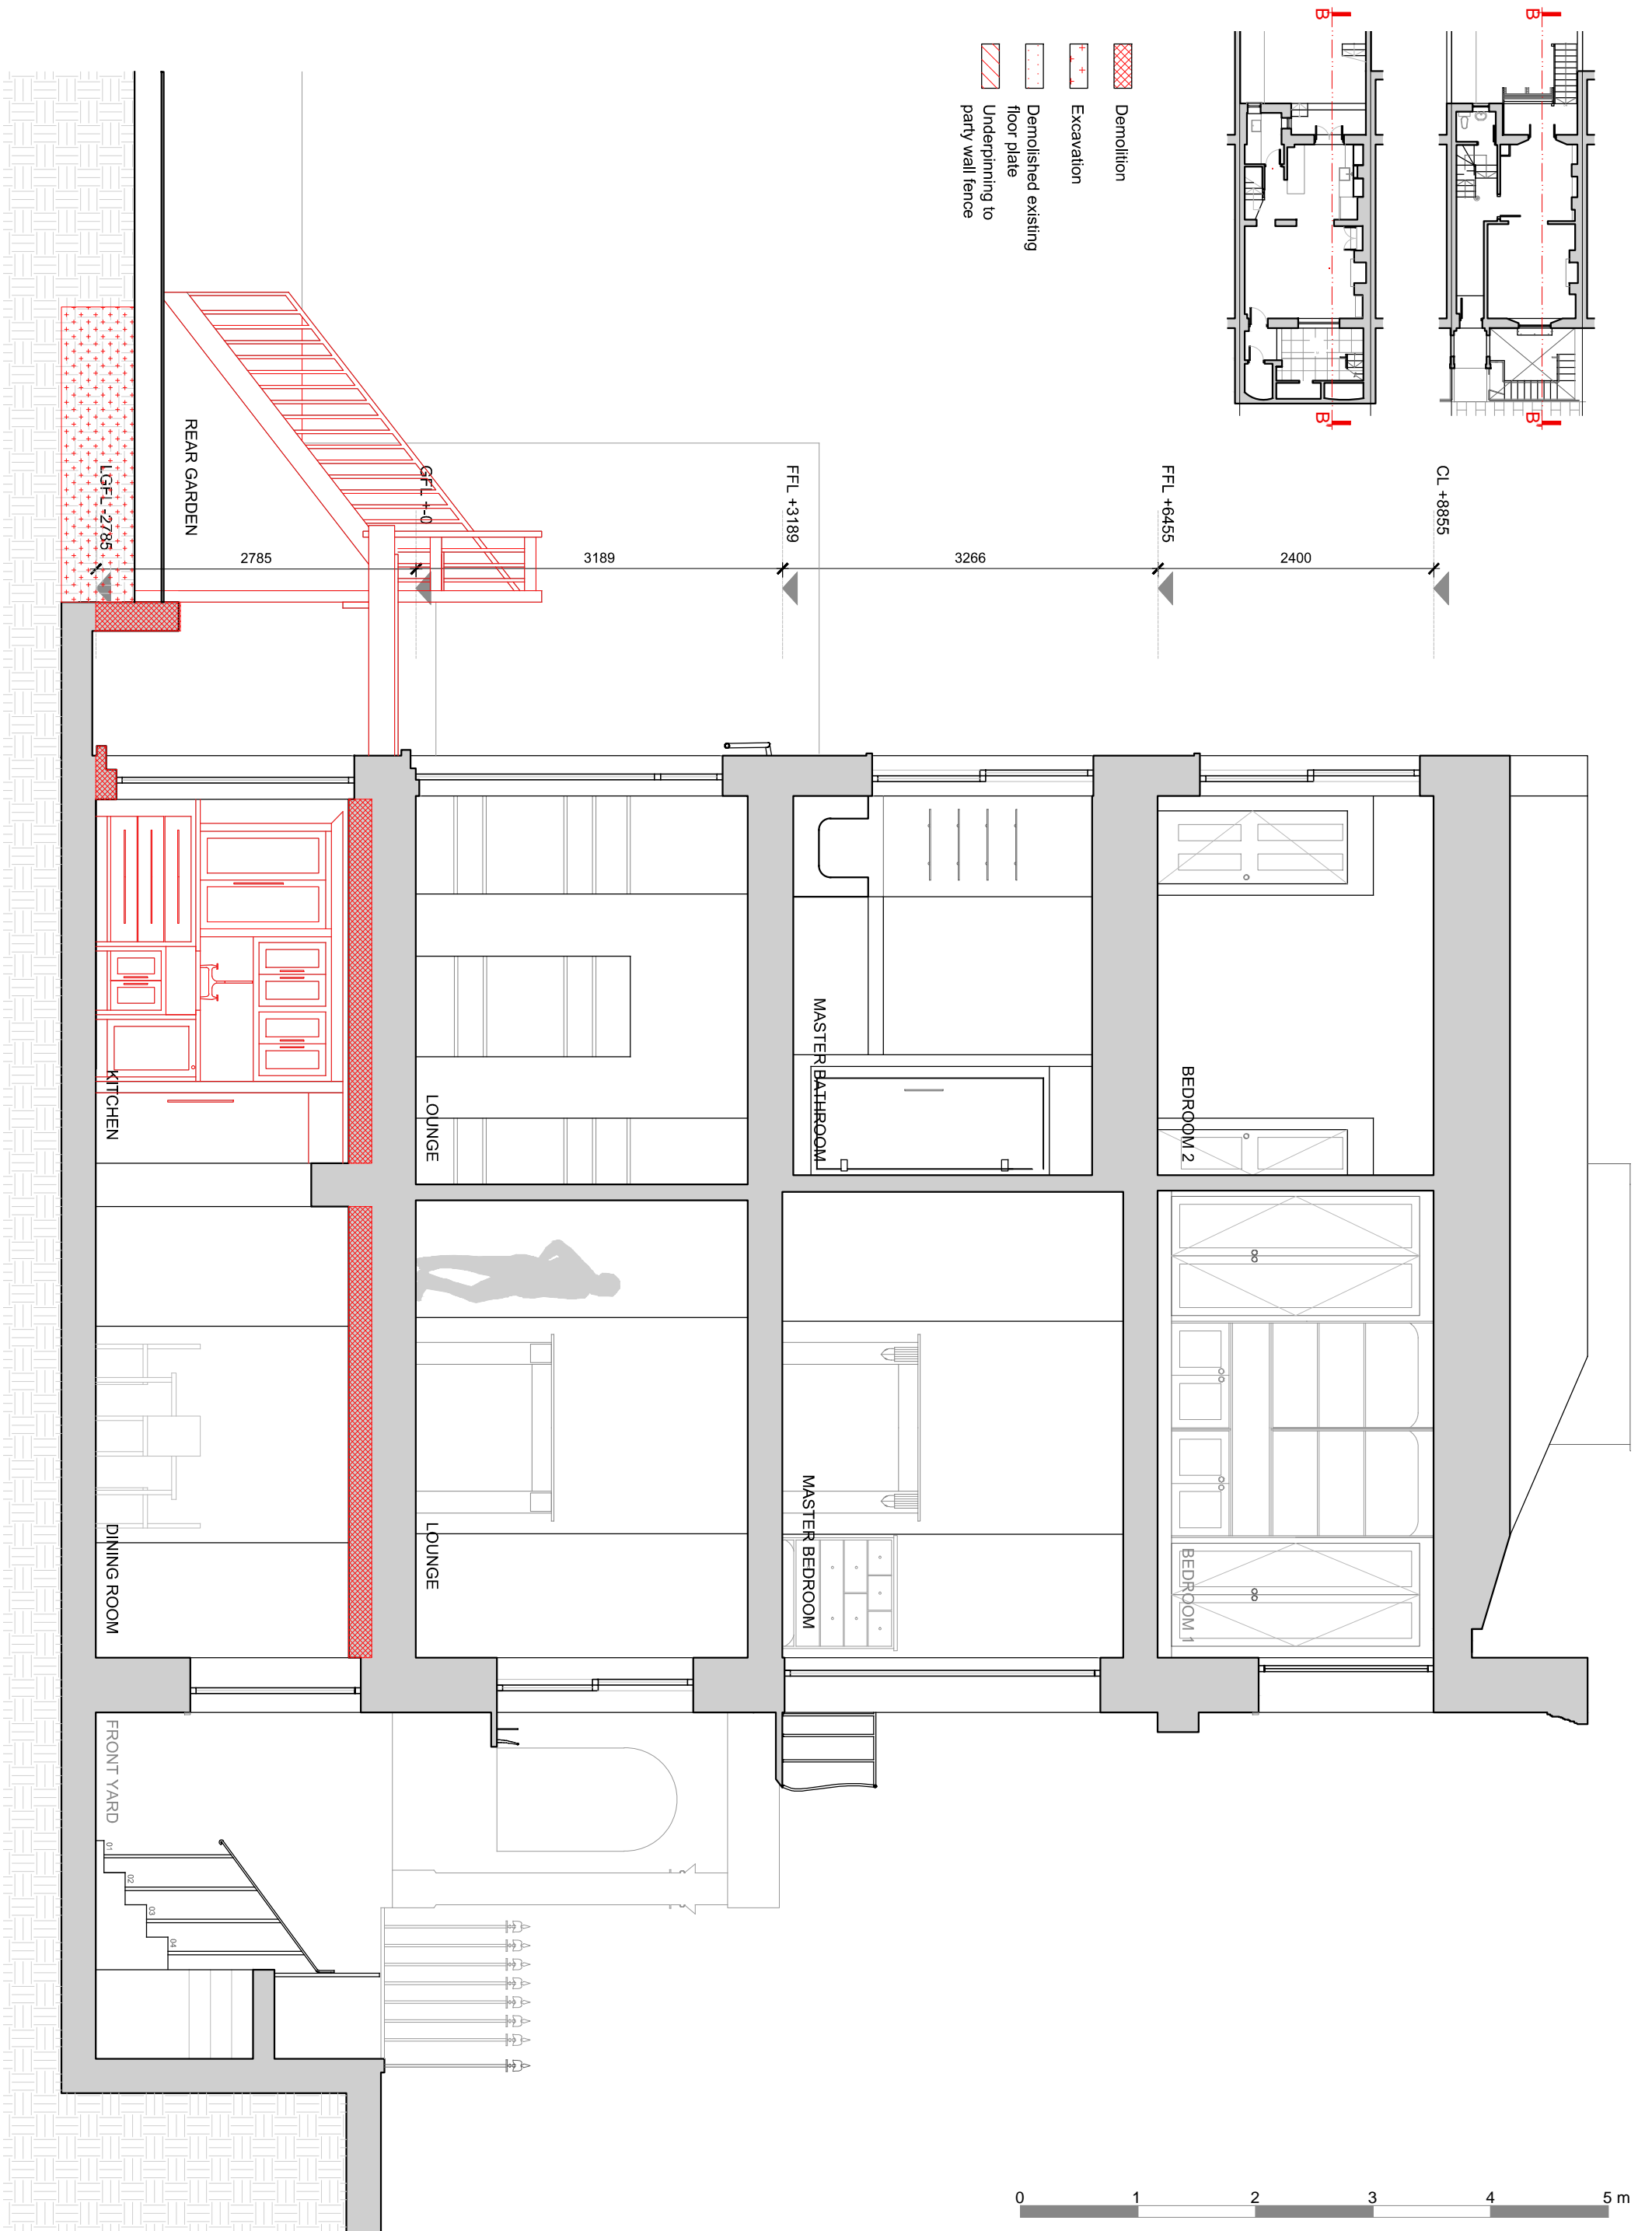 B
B'
B
B'
Demolition
Excavation
Demolished existing
floor plate
Underpinning to
party wall fence
CL +8855
FFL +6455
FFL +3189
GFL +-0
LGFL -2785
2400
3266
3189
2785
REAR GARDEN
BEDROOM 2
BEDROOM 1
MASTER BATHROOM
MASTER BEDROOM
LOUNGE
LOUNGE
KITCHEN
DINING ROOM
FRONT YARD
01
02
03
04
0 1 2 3 4 5 m